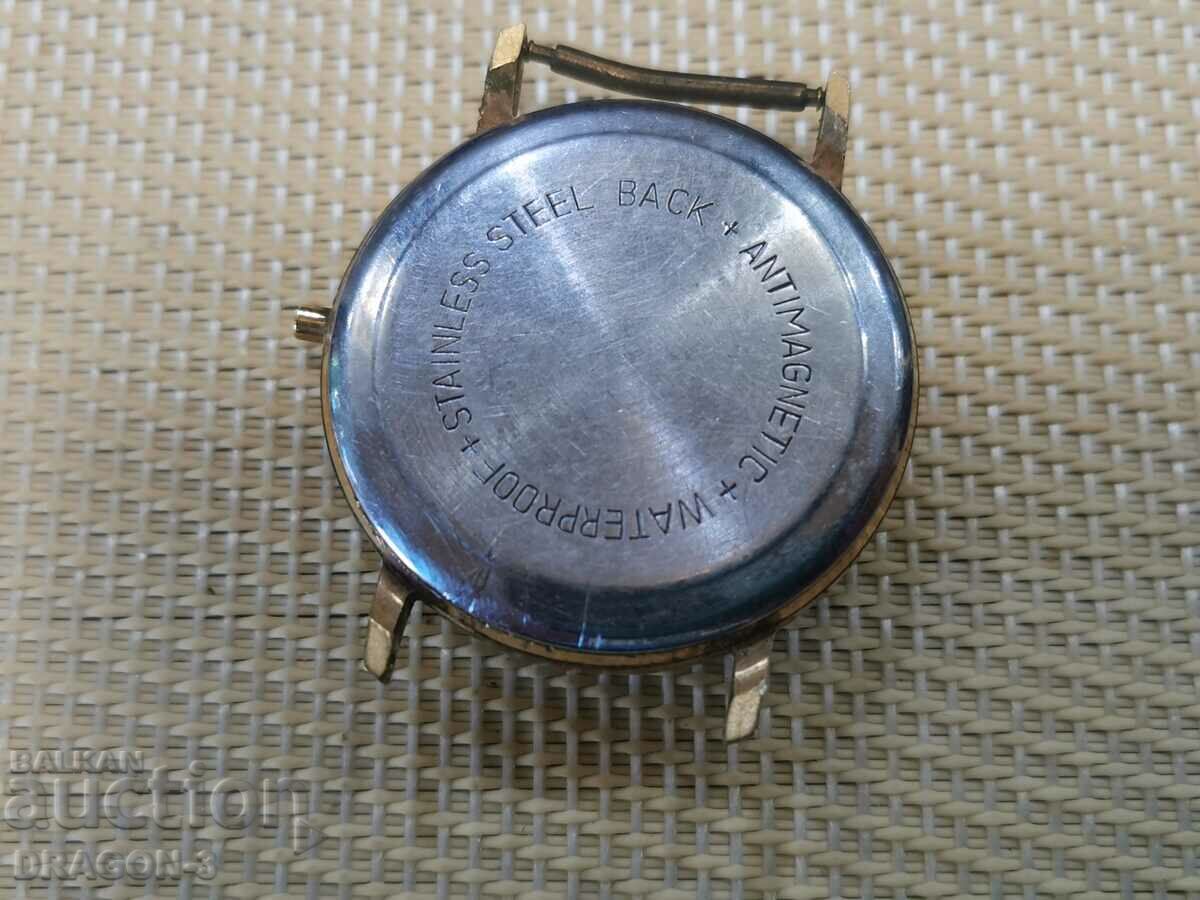 + STAINLESS STEEL BACK + ANTIMAGNETIC + WATERPROOF
BALKAN
auction
DRAGON-3